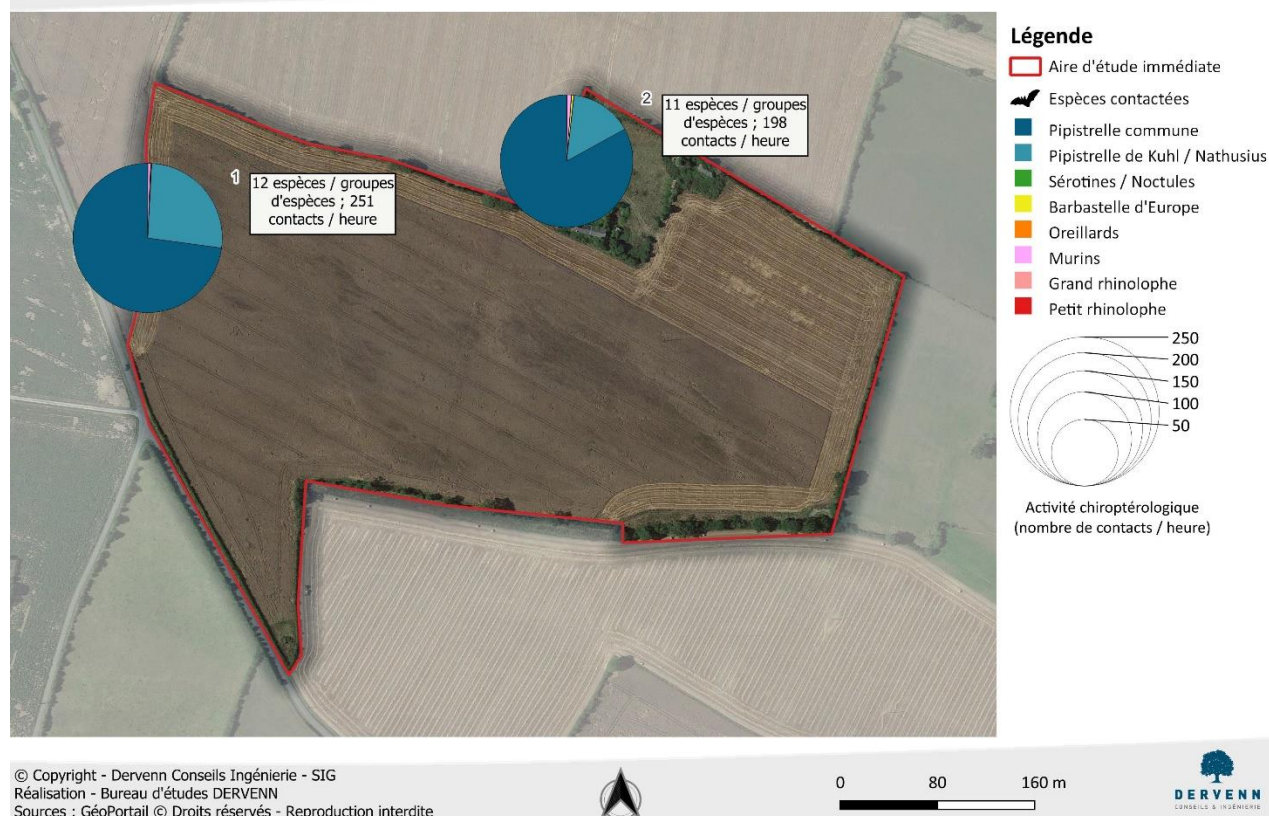 1
12 espèces / groupes
d'espèces ; 251
contacts / heure
2
11 espèces / groupes
d'espèces ; 198
contacts / heure
Légende
Aire d'étude immédiate
Espèces contactées
Pipistrelle commune
Pipistrelle de Kuhl / Nathusius
Sérotines / Noctules
Barbastelle d'Europe
Oreillards
Murins
Grand rhinolophe
Petit rhinolophe
250
200
150
100
50
Activité chiroptérologique
(nombre de contacts / heure)
© Copyright - Dervenn Conseils Ingénierie - SIG
Réalisation - Bureau d'études DERVENN
Sources : GéoPortail © Droits réservés - Reproduction interdite
0 80 160 m
DERVENN
CONSEILS & INGÉNIERIE